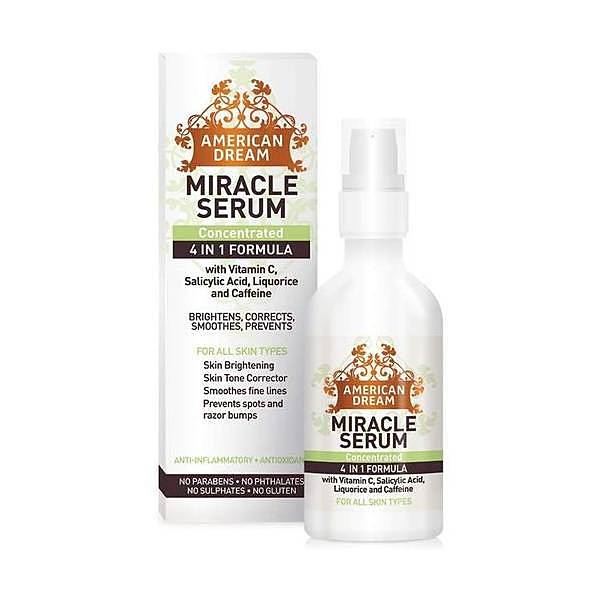 AMERICAN
DREAM
MIRACLE
SERUM
Concentrated
4 IN 1 FORMULA
with Vitamin C,
Salicylic Acid, Liquorice
and Caffeine
BRIGHTENS, CORRECTS,
SMOOTHES, PREVENTS
FOR ALL SKIN TYPES
Skin Brightening
Skin Tone Corrector
Smoothes fine lines
Prevents spots and
razor bumps
ANTI-INFLAMMATORY • ANTIOXIDAN
NO PARABENS • NO PHTHALATES
NO SULPHATES • NO GLUTEN
AMERICAN
DREAM
MIRACLE
SERUM
Concentrated
4 IN 1 FORMULA
with Vitamin C, Salicylic Acid,
Liquorice and Caffeine
FOR ALL SKIN TYPES